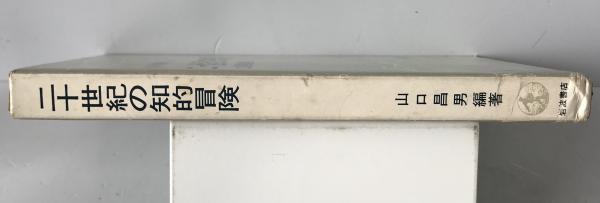 二十世紀の知的冒険
山口昌男編著
岩波書店